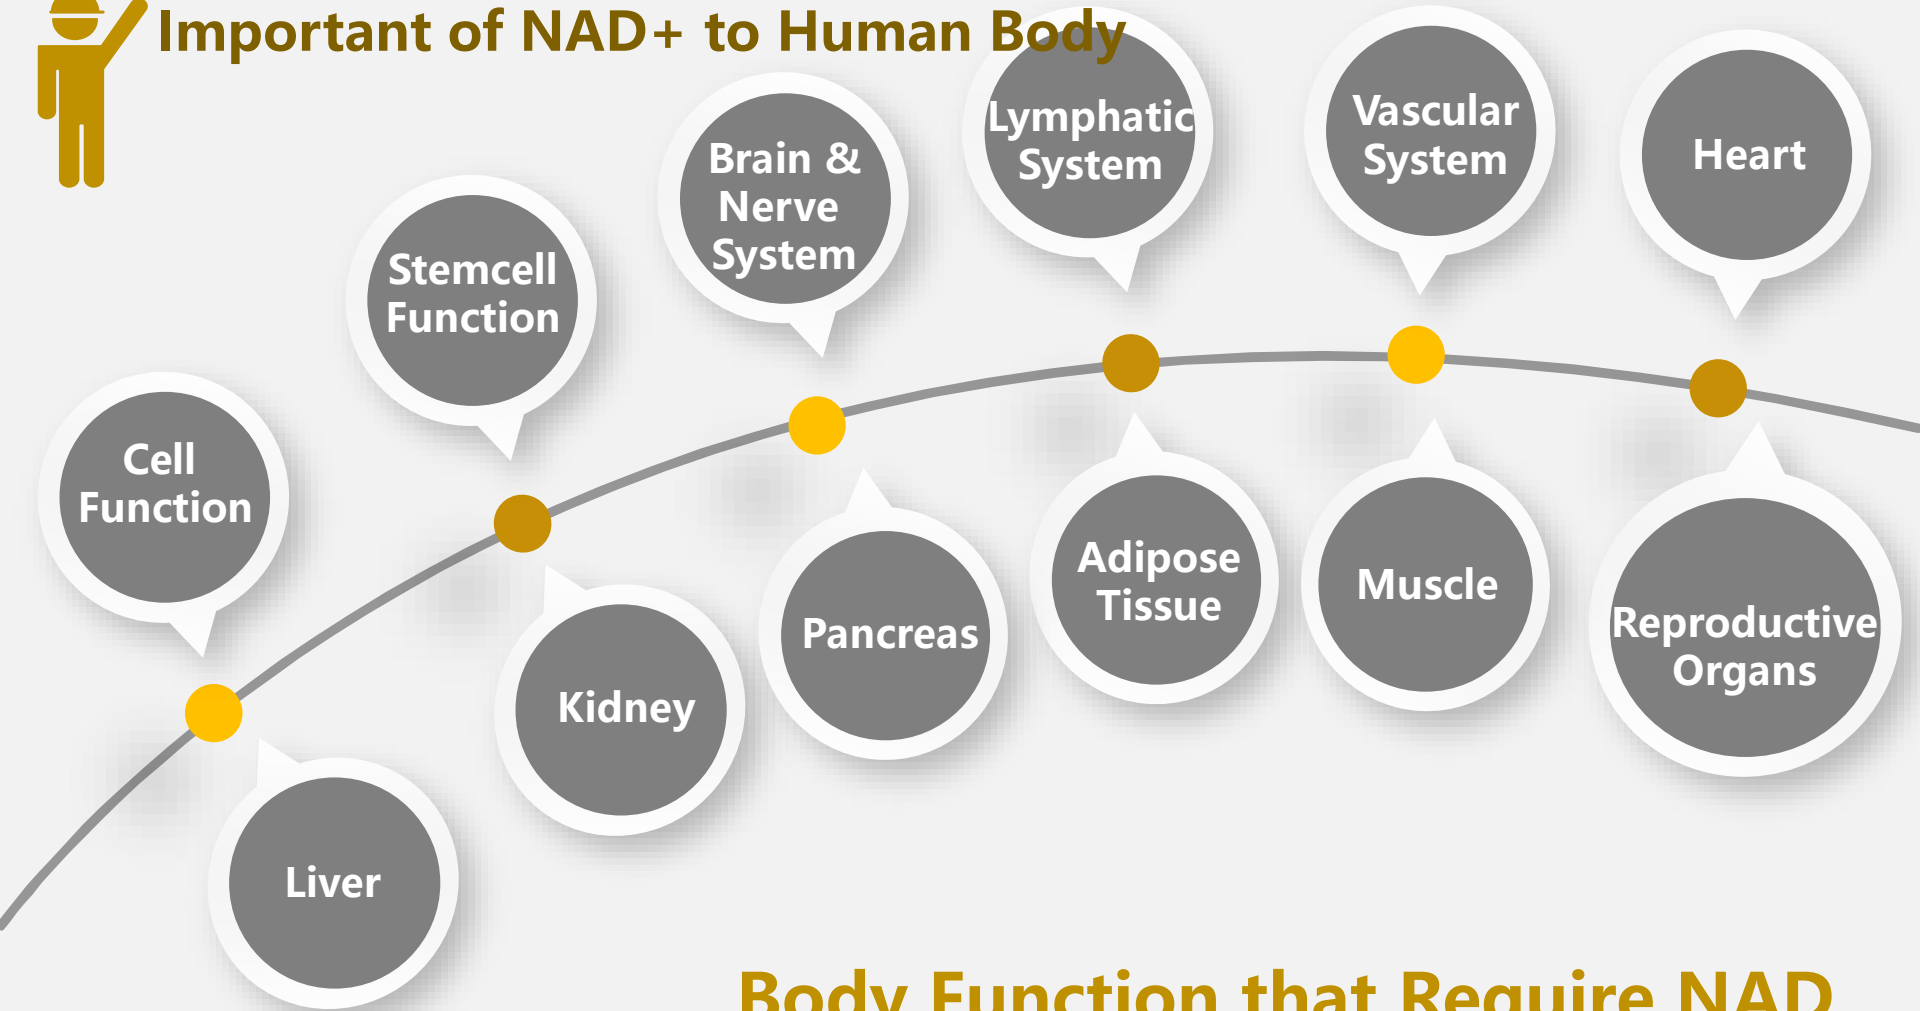 Important of NAD+ to Human Body
Cell
Function
Stemcell
Function
Brain &
Nerve
System
Lymphatic
System
Vascular
System
Heart
Liver
Kidney
Pancreas
Adipose
Tissue
Muscle
Reproductive
Organs
Body Function that Require NAD